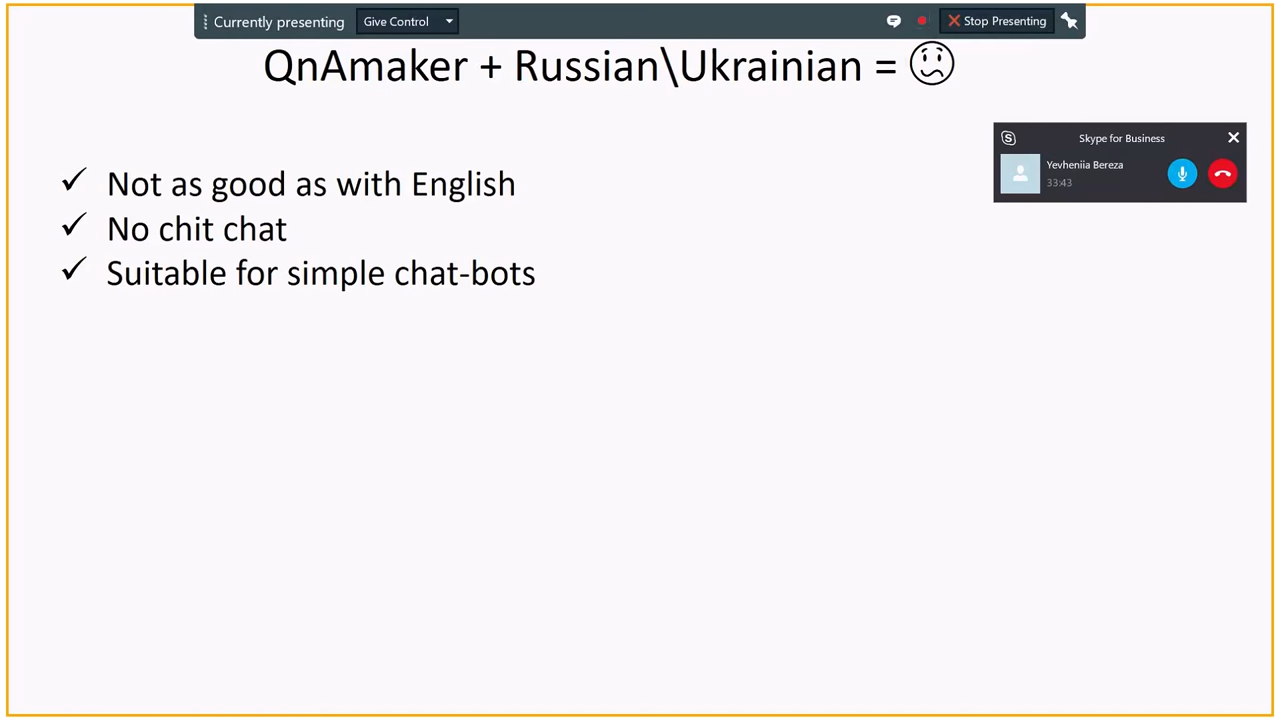 Currently presenting
Give Control
Stop Presenting
QnAmaker + Russian\Ukrainian =
Skype for Business
Yevheniia Bereza
33:43
Not as good as with English
No chit chat
Suitable for simple chat-bots